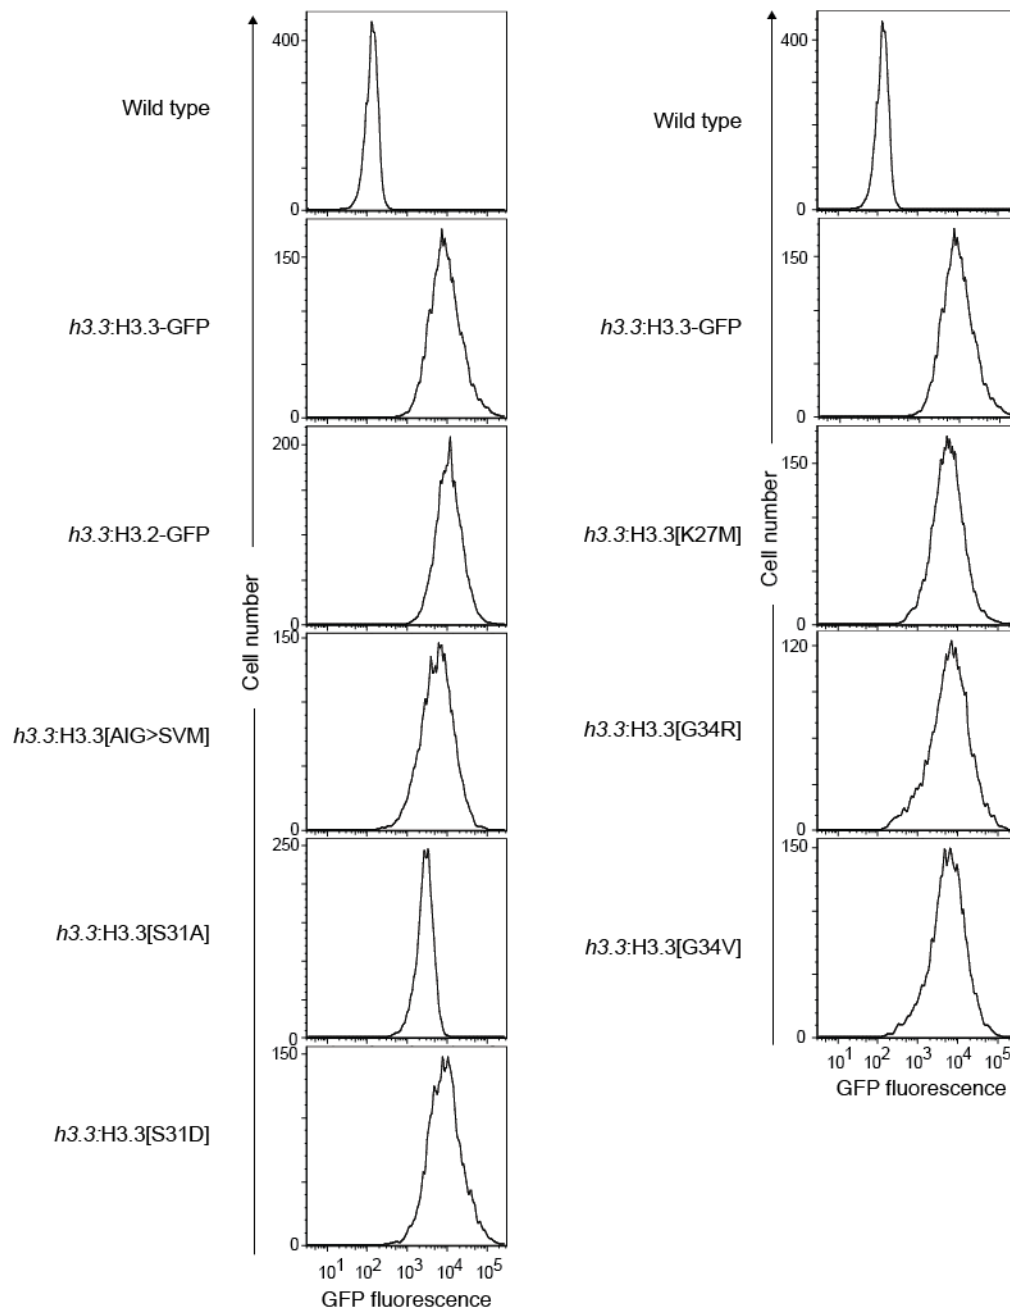 Wild type
400
200
0
h3.3:H3.3-GFP
150
0
h3.3:H3.2-GFP
200
0
h3.3:H3.3[AIG>SVM]
150
0
h3.3:H3.3[S31A]
250
0
h3.3:H3.3[S31D]
150
0
Cell number
10¹ 10² 10³ 10⁴ 10⁵
GFP fluorescence
Wild type
400
200
0
h3.3:H3.3-GFP
150
0
h3.3:H3.3[K27M]
150
0
h3.3:H3.3[G34R]
120
0
h3.3:H3.3[G34V]
150
0
Cell number
10¹ 10² 10³ 10⁴ 10⁵
GFP fluorescence